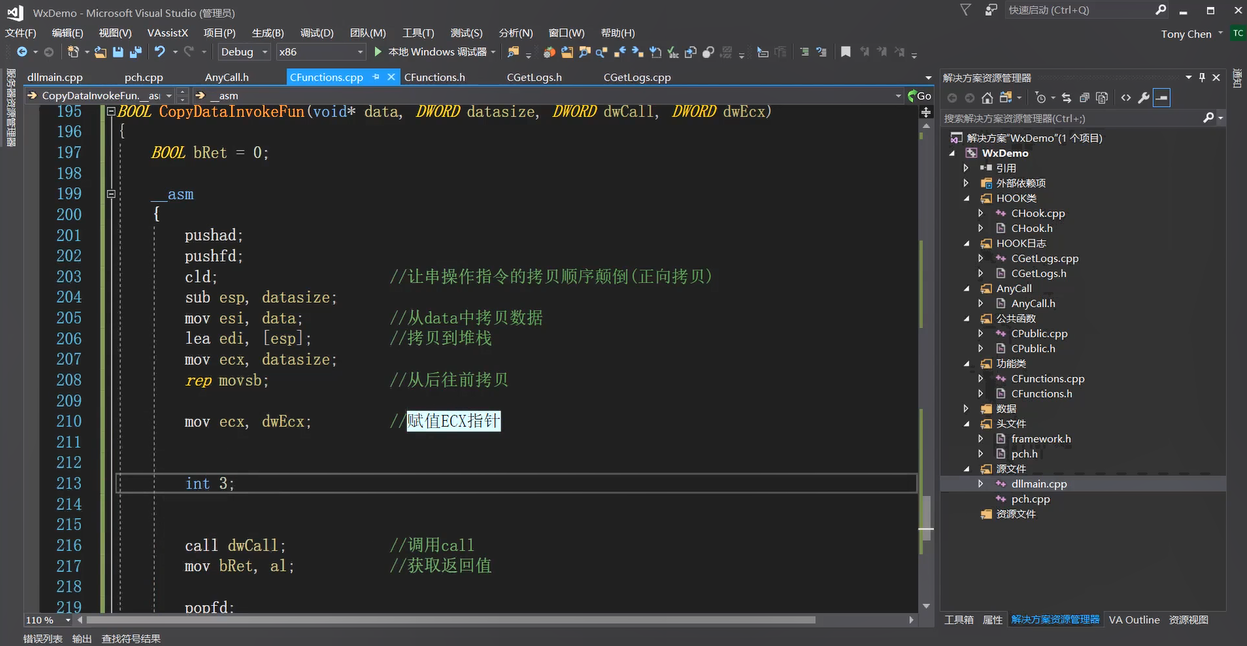 WxDemo - Microsoft Visual Studio (管理员)
快速启动 (Ctrl+Q)
文件(F) 编辑(E) 视图(V) VAssistX 项目(P) 生成(B) 调试(D) 团队(M) 工具(T) 测试(S) 分析(N) 窗口(W) 帮助(H)
Tony Chen TC
Debug x86 本地 Windows 调试器
dllmain.cpp pch.cpp AnyCall.h CFunctions.cpp CFunctions.h CGetLogs.h CGetLogs.cpp
CopyDataInvokeFun.__as __asm Go
195 BOOL CopyDataInvokeFun(void* data, DWORD datasize, DWORD dwCall, DWORD dwEcx)
196 {
197 BOOL bRet = 0;
198
199 __asm
200 {
201 pushad;
202 pushfd;
203 cld; //让串操作指令的拷贝顺序颠倒(正向拷贝)
204 sub esp, datasize;
205 mov esi, data; //从data中拷贝数据
206 lea edi, [esp]; //拷贝到堆栈
207 mov ecx, datasize;
208 rep movsb; //从后往前拷贝
209
210 mov ecx, dwEcx; //赋值ECX指针
211
212
213 int 3;
214
215
216 call dwCall; //调用call
217 mov bRet, al; //获取返回值
218
219 popfd;
110 %
错误列表 输出 查找符号结果
服务器资源管理器
解决方案资源管理器
搜索解决方案资源管理器(Ctrl+;)
解决方案"WxDemo"(1 个项目)
WxDemo
引用
外部依赖项
HOOK类
CHook.cpp
CHook.h
HOOK日志
CGetLogs.cpp
CGetLogs.h
AnyCall
AnyCall.h
公共函数
CPublic.cpp
CPublic.h
功能类
CFunctions.cpp
CFunctions.h
数据
头文件
framework.h
pch.h
源文件
dllmain.cpp
pch.cpp
资源文件
工具箱 属性 解决方案资源管理器 VA Outline 资源视图
通知